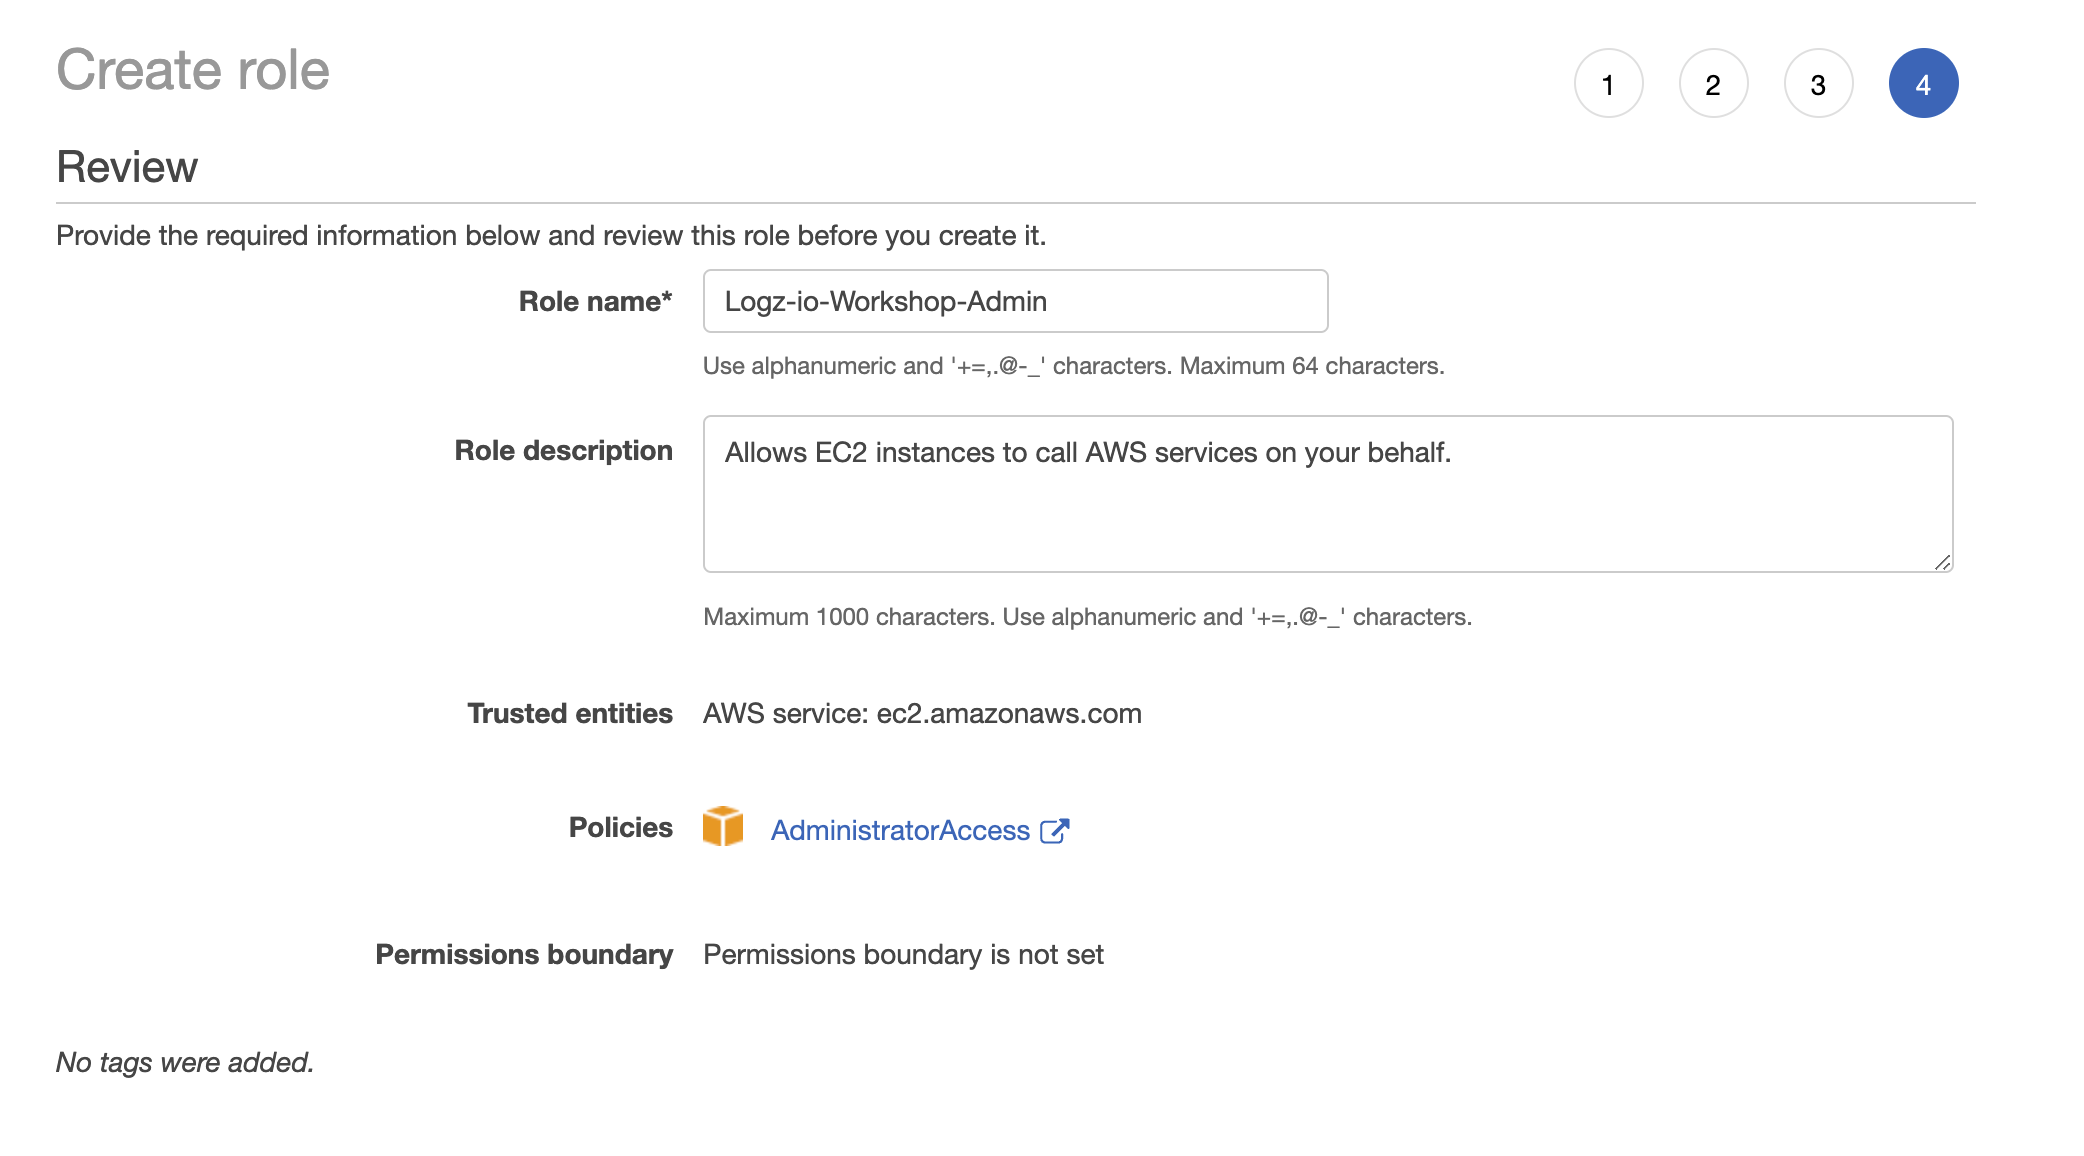 Create role
1 2 3 4
Review
Provide the required information below and review this role before you create it.
Role name* Logz-io-Workshop-Admin
Use alphanumeric and '+=,.@-_' characters. Maximum 64 characters.
Role description Allows EC2 instances to call AWS services on your behalf.
Maximum 1000 characters. Use alphanumeric and '+=,.@-_' characters.
Trusted entities AWS service: ec2.amazonaws.com
Policies AdministratorAccess
Permissions boundary Permissions boundary is not set
No tags were added.